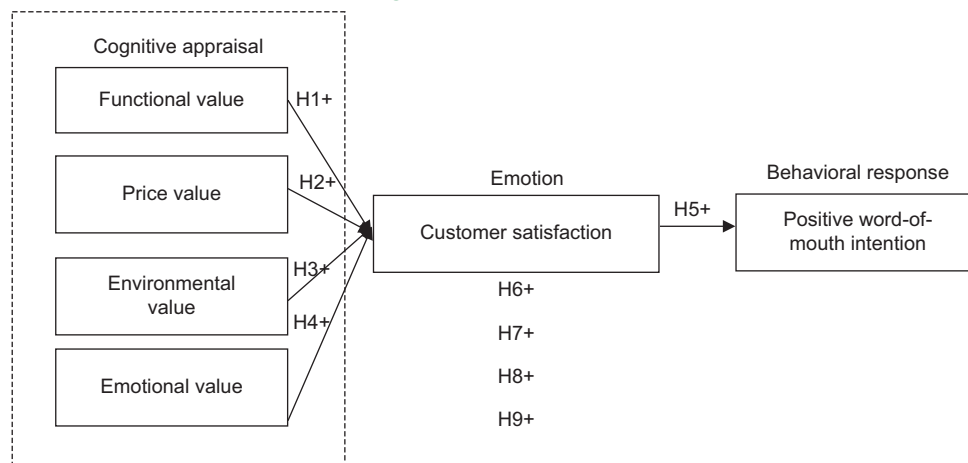 Cognitive appraisal
Functional value
H1+
Price value
H2+
Environmental
value
H3+
H4+
Emotional value
Emotion
Customer satisfaction
H5+
Behavioral response
Positive word-of-
mouth intention
H6+
H7+
H8+
H9+